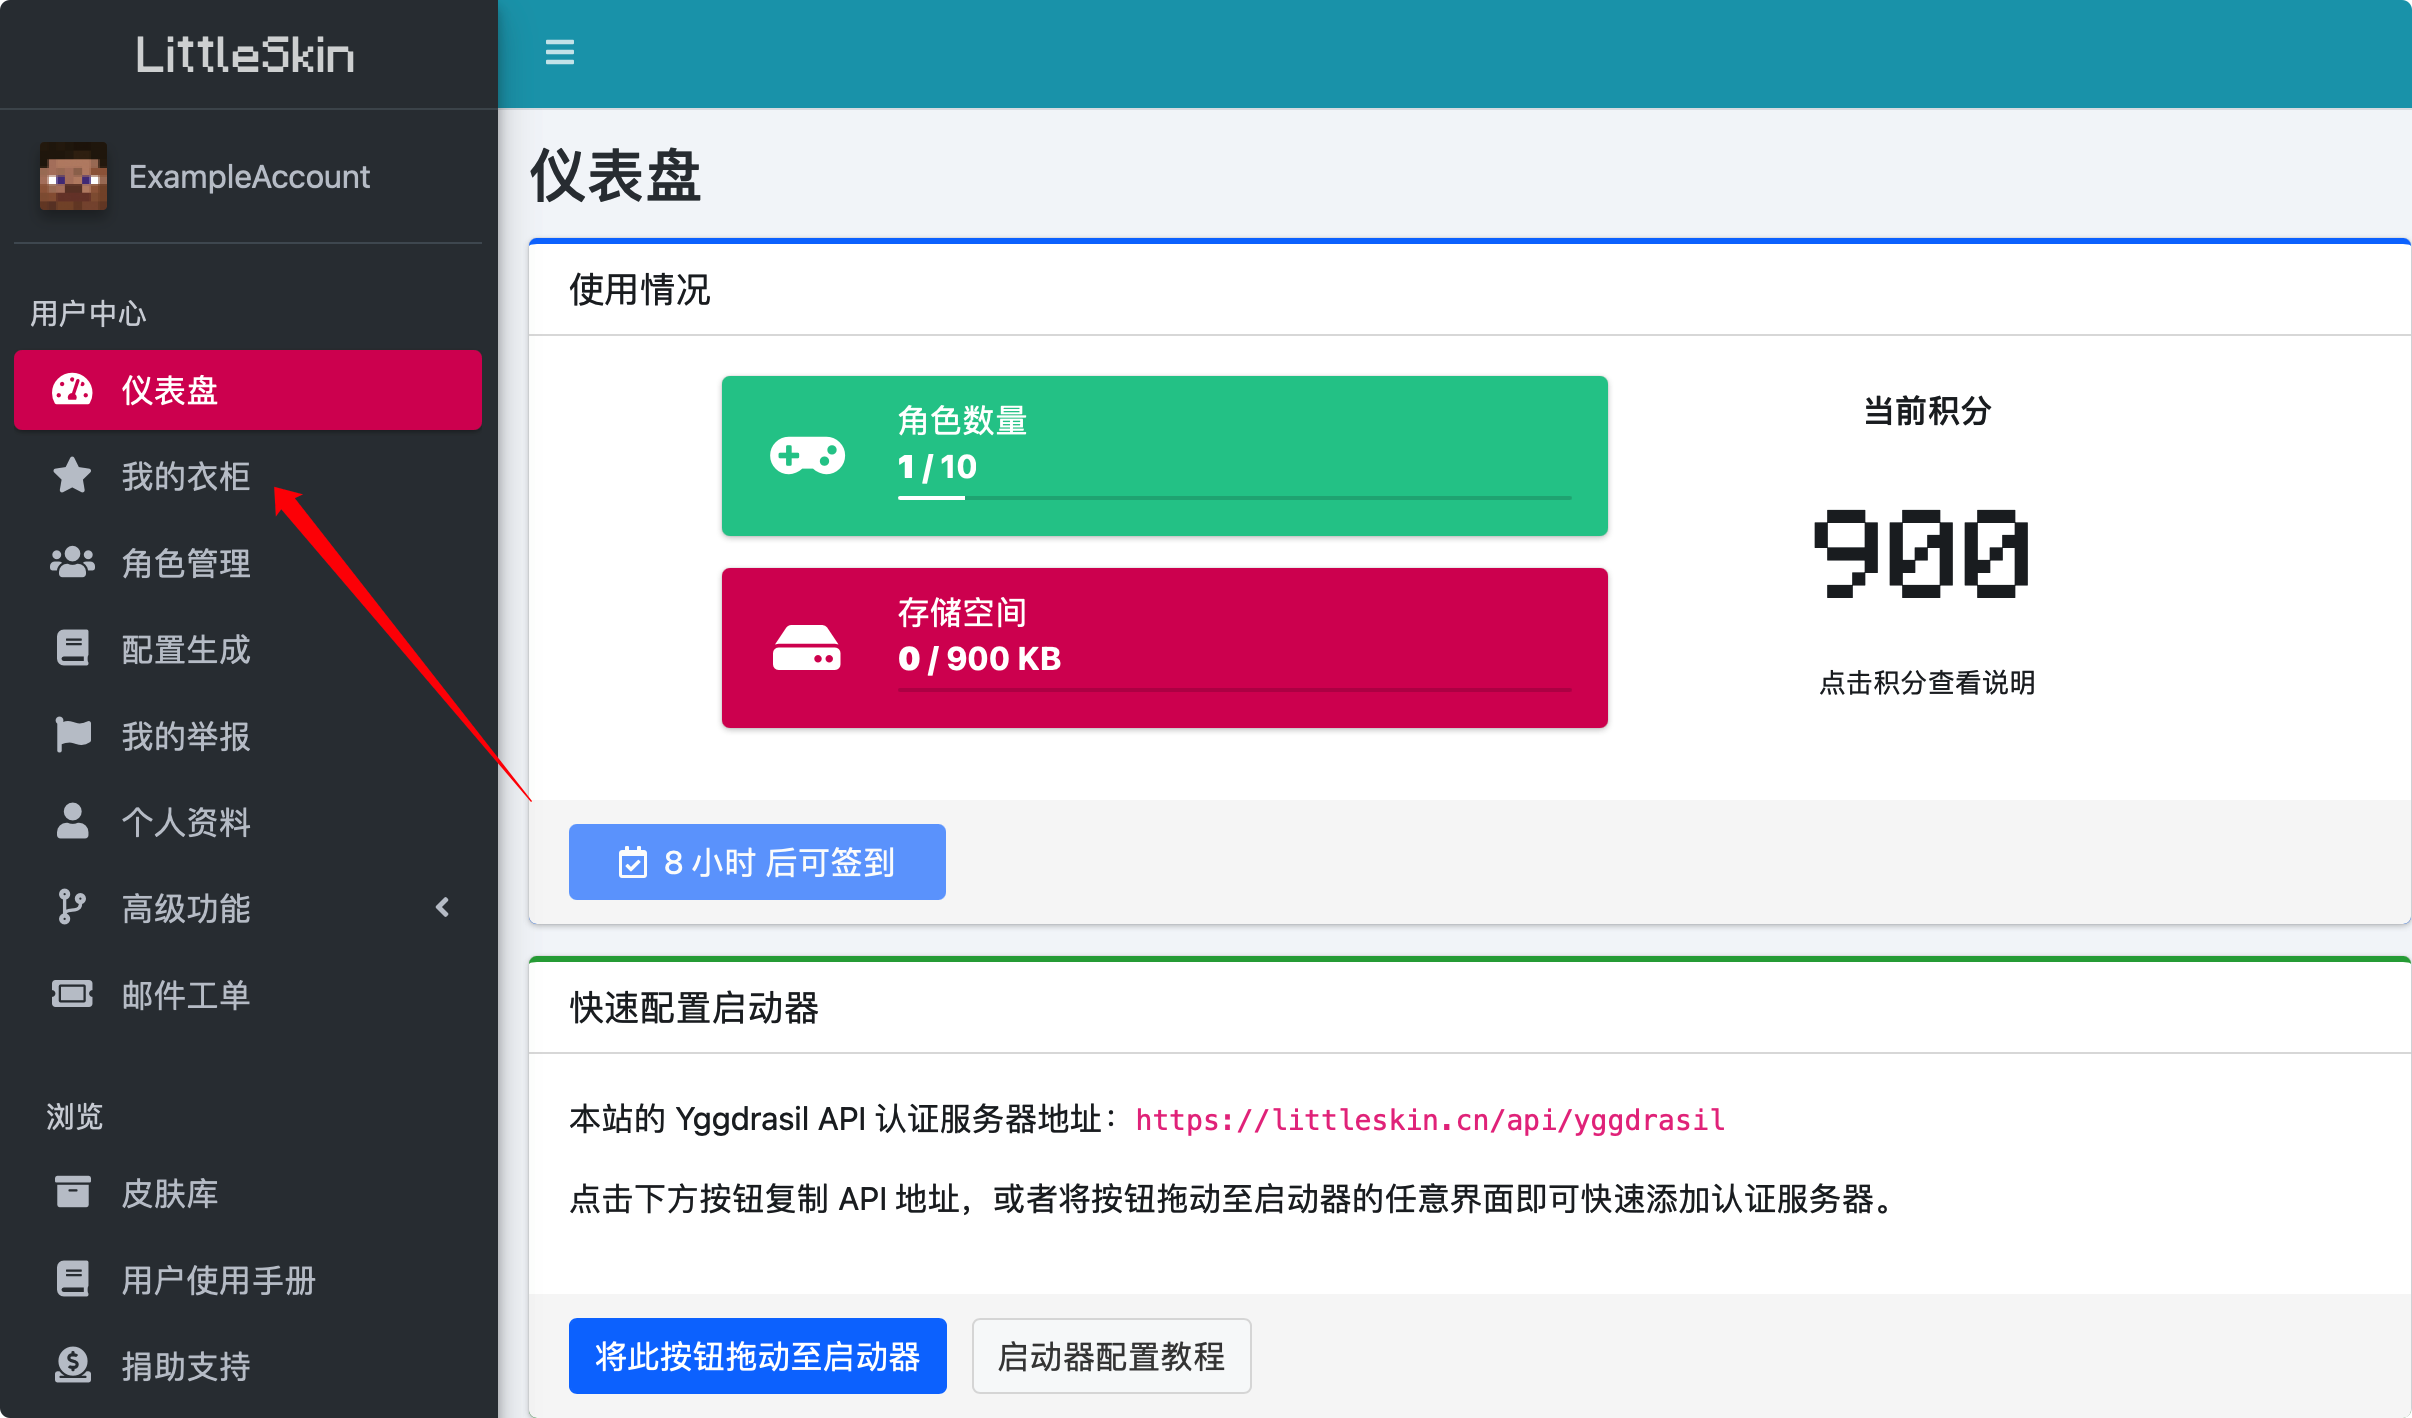 LittleSkin
ExampleAccount
用户中心
仪表盘
我的衣柜
角色管理
配置生成
我的举报
个人资料
高级功能
邮件工单
浏览
皮肤库
用户使用手册
捐助支持
仪表盘
使用情况
角色数量
1 / 10
存储空间
0 / 900 KB
当前积分
900
点击积分查看说明
8 小时 后可签到
快速配置启动器
本站的 Yggdrasil API 认证服务器地址：https://littleskin.cn/api/yggdrasil
点击下方按钮复制 API 地址，或者将按钮拖动至启动器的任意界面即可快速添加认证服务器。
将此按钮拖动至启动器
启动器配置教程